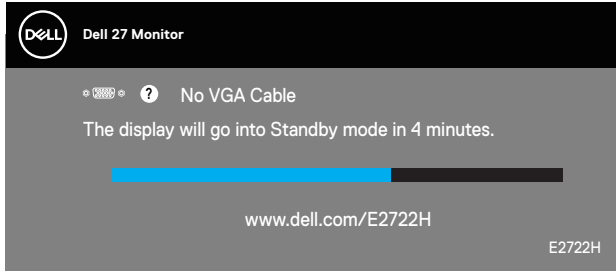 DELL
Dell 27 Monitor
? No VGA Cable
The display will go into Standby mode in 4 minutes.
www.dell.com/E2722H
E2722H